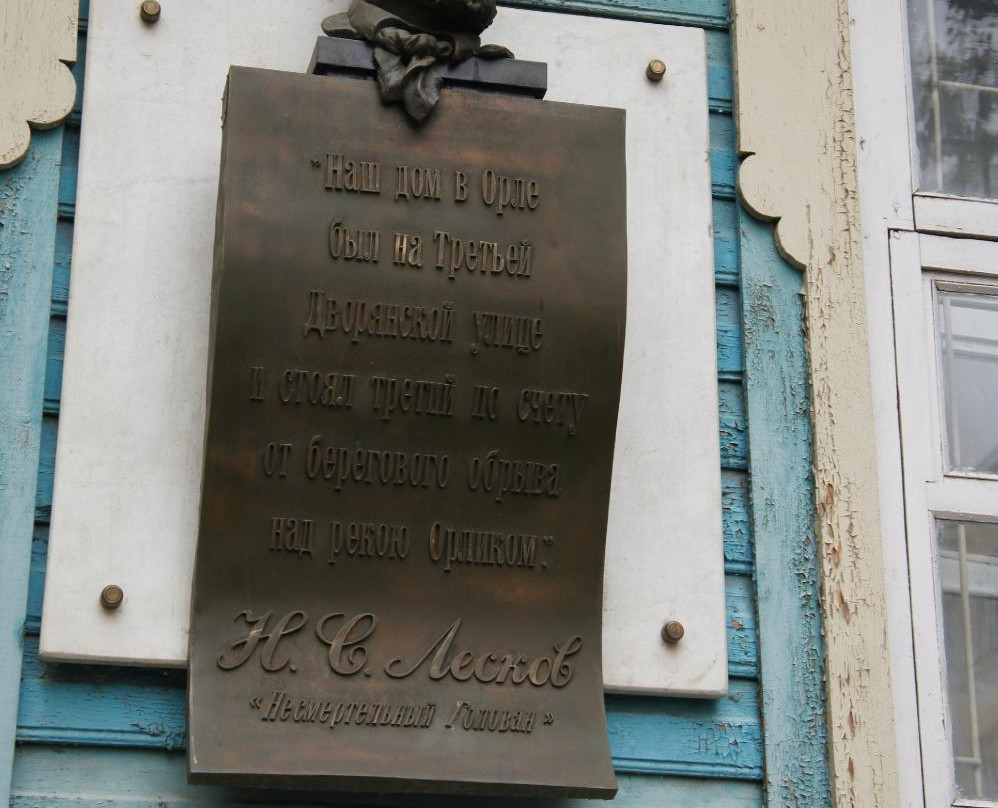 "Наш дом в Орле
был на Третьей
Дворянской улице
и стоял третий по счету
от берегового обрыва
над рекою Орликом."
Н. С. Лесков
«Несмертельный Голован»